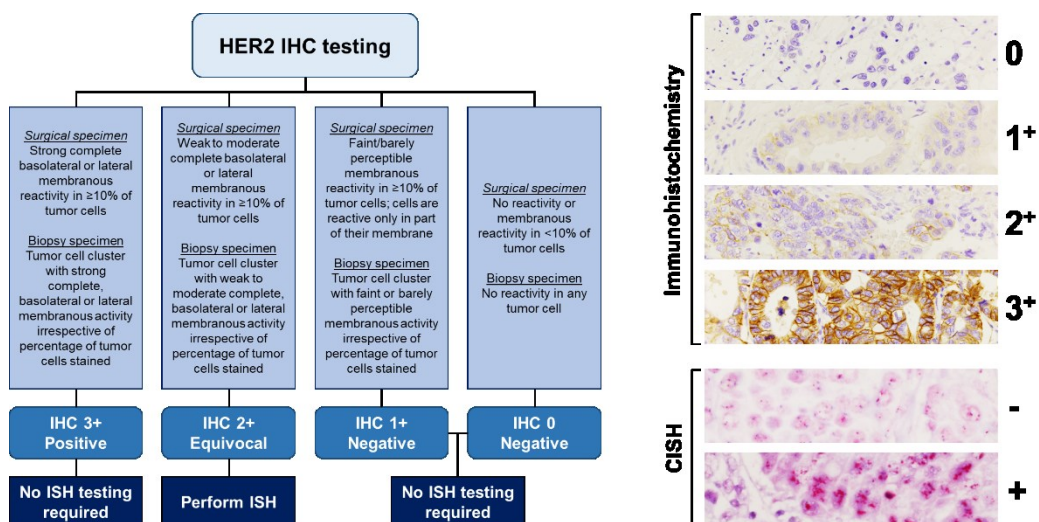 HER2 IHC testing
Surgical specimen
Strong complete
basolateral or lateral
membranous
reactivity in ≥10% of
tumor cells
Biopsy specimen
Tumor cell cluster
with strong
complete,
basolateral or lateral
membranous activity
irrespective of
percentage of tumor
cells stained
IHC 3+
Positive
No ISH testing
required
Surgical specimen
Weak to moderate
complete basolateral
or lateral
membranous
reactivity in ≥10% of
tumor cells
Biopsy specimen
Tumor cell cluster
with weak to
moderate complete,
basolateral or lateral
membranous activity
irrespective of
percentage of tumor
cells stained
IHC 2+
Equivocal
Perform ISH
Surgical specimen
Faint/barely
perceptible
membranous
reactivity in ≥10% of
tumor cells; cells are
reactive only in part
of their membrane
Biopsy specimen
Tumor cell cluster
with faint or barely
perceptible
membranous activity
irrespective of
percentage of tumor
cells stained
IHC 1+
Negative
Surgical specimen
No reactivity or
membranous
reactivity in <10%
of tumor cells
Biopsy specimen
No reactivity in any
tumor cell
IHC 0
Negative
No ISH testing
required
Immunohistochemistry
0
1+
2+
3+
CISH
-
+